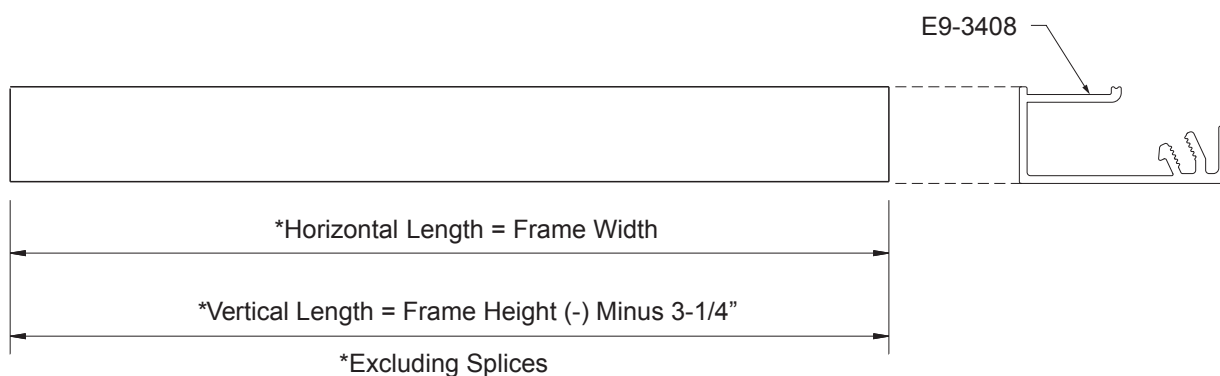 E9-3408
*Horizontal Length = Frame Width
*Vertical Length = Frame Height (-) Minus 3-1/4”
*Excluding Splices